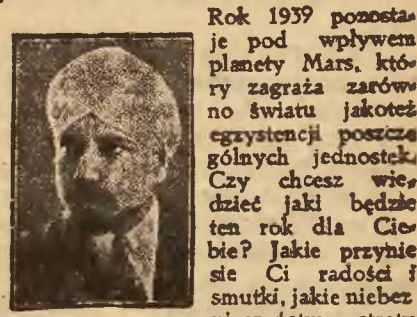 Rok 1939 pozosta-
je pod wpływem
planety Mars, któ-
ry zagraża zarów-
no światu jakoteż
egzystencji poszcze
gólnych jednostek.
Czy chcesz wie-
dzieć jaki będzie
ten rok dla Cie-
bie? Jakie przynie
sie Ci radości i
smutki, jakie niebez